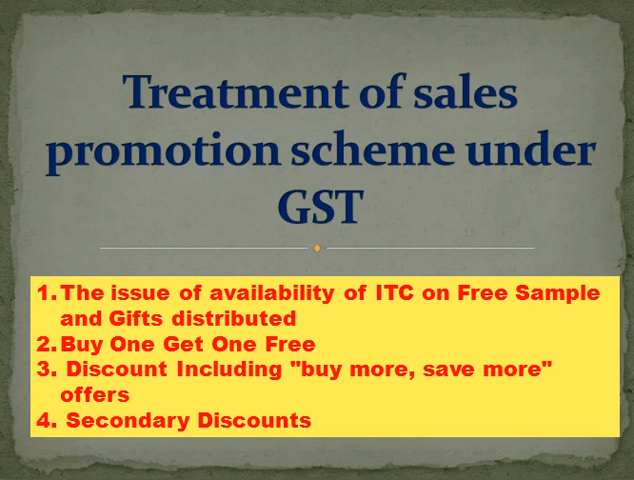 Treatment of sales
promotion scheme under
GST
1. The issue of availability of ITC on Free Sample
and Gifts distributed
2. Buy One Get One Free
3. Discount Including "buy more, save more"
offers
4. Secondary Discounts